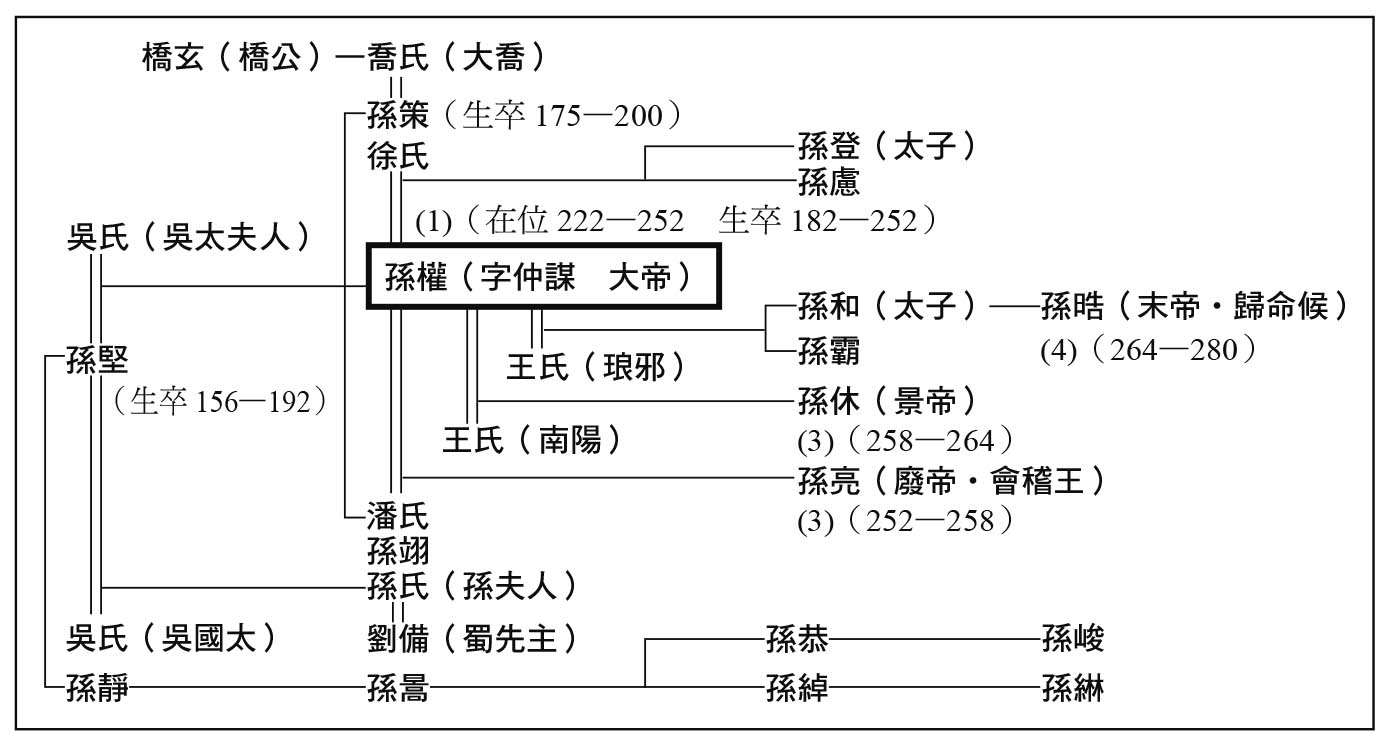 橋玄（橋公）—喬氏（大喬）
孫策（生卒 175—200）
徐氏
孫登（太子）
孫慮
(1)（在位 222—252　生卒 182—252）
吳氏（吳太夫人）
孫權（字仲謀　大帝）
孫和（太子）—孫晧（末帝・歸命候）
(4)（264—280）
孫霸
王氏（琅邪）
孫堅
（生卒 156—192）
孫休（景帝）
(3)（258—264）
王氏（南陽）
孫亮（廢帝・會稽王）
(3)（252—258）
潘氏
孫翊
孫氏（孫夫人）
吳氏（吳國太）
劉備（蜀先主）
孫恭—孫峻
孫靜—孫暠
孫綽—孫綝